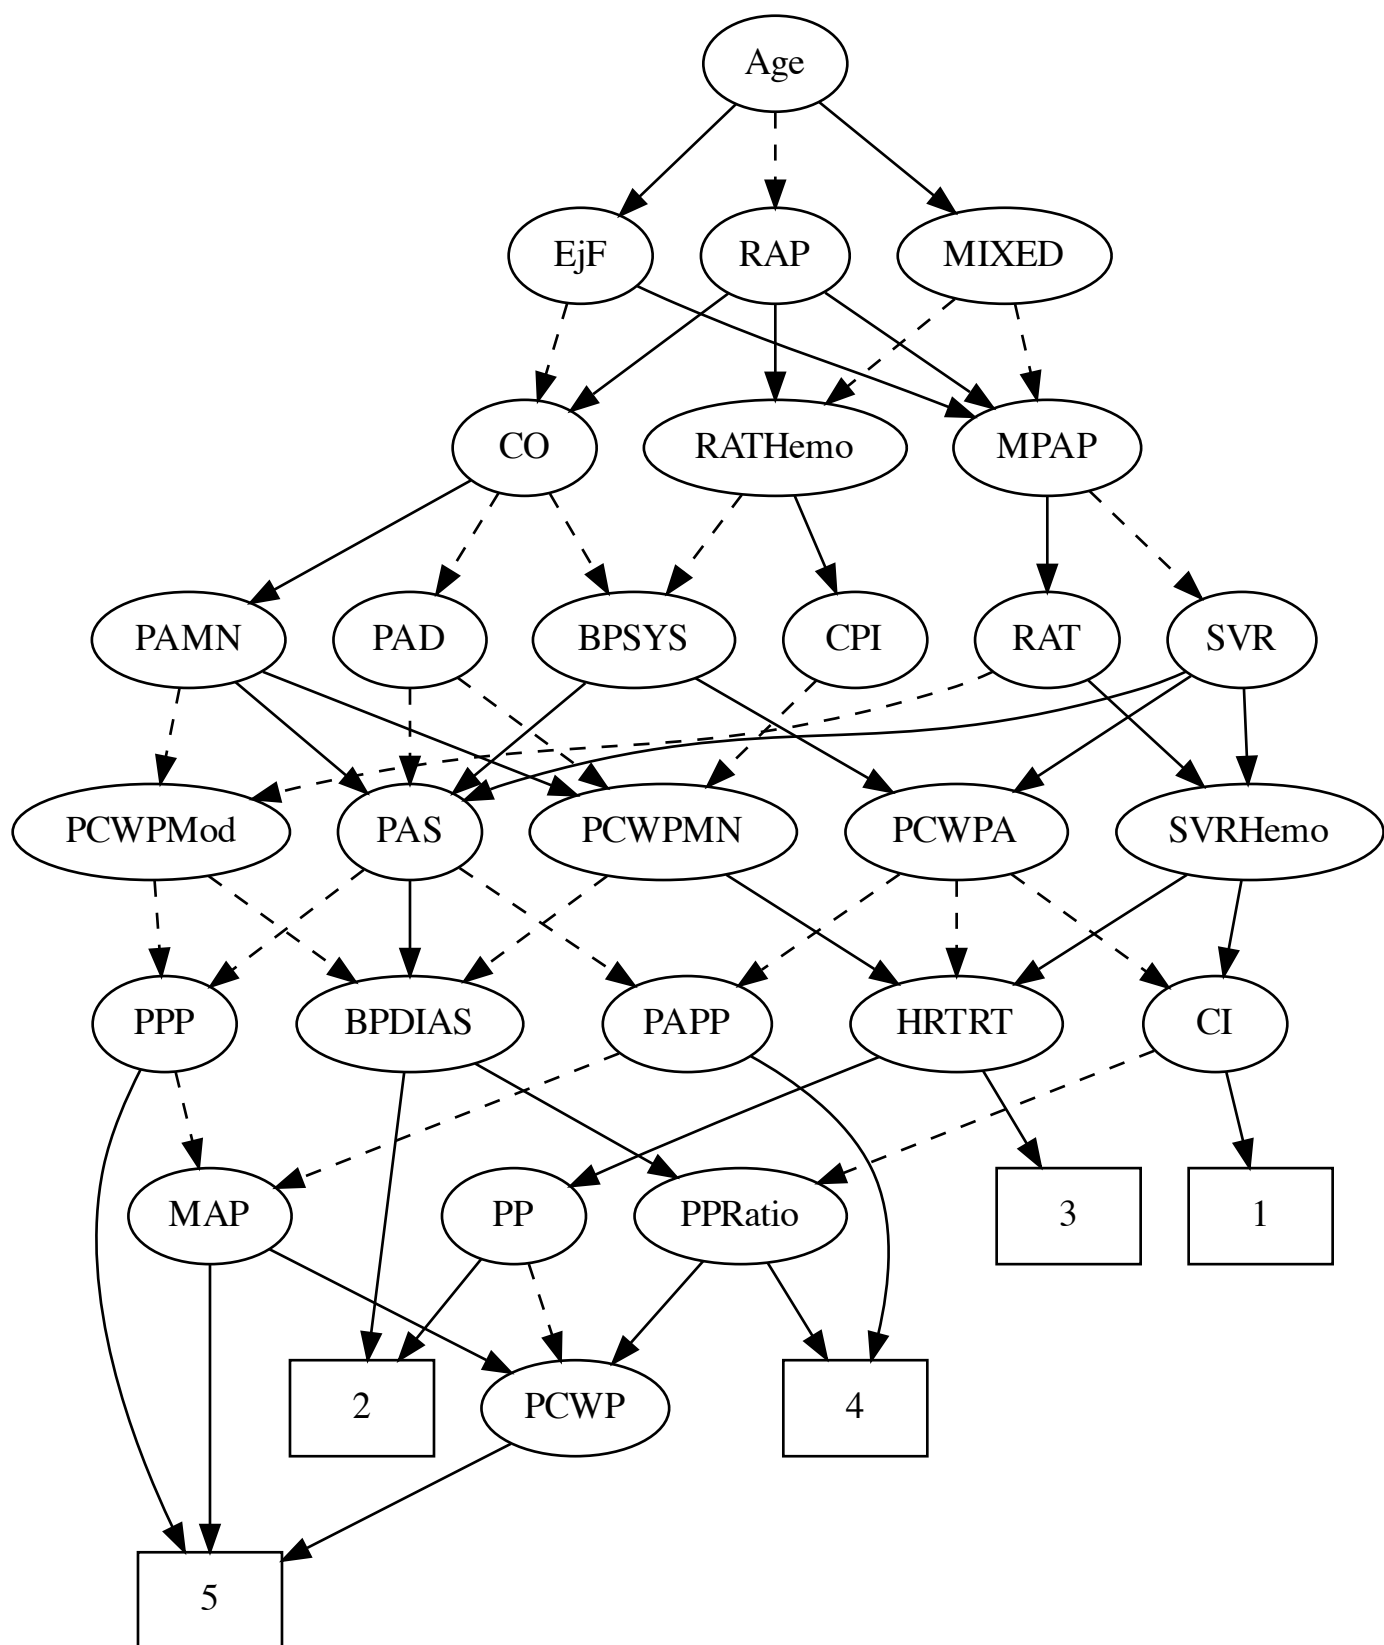 Age
EjF RAP MIXED
CO RATHemo MPAP
PAMN PAD BPSYS CPI RAT SVR
PCWPMod PAS PCWPMN PCWPA SVRHemo
PPP BPDIAS PAPP HRTRT CI
MAP PP PPRatio 3 1
2 PCWP 4
5